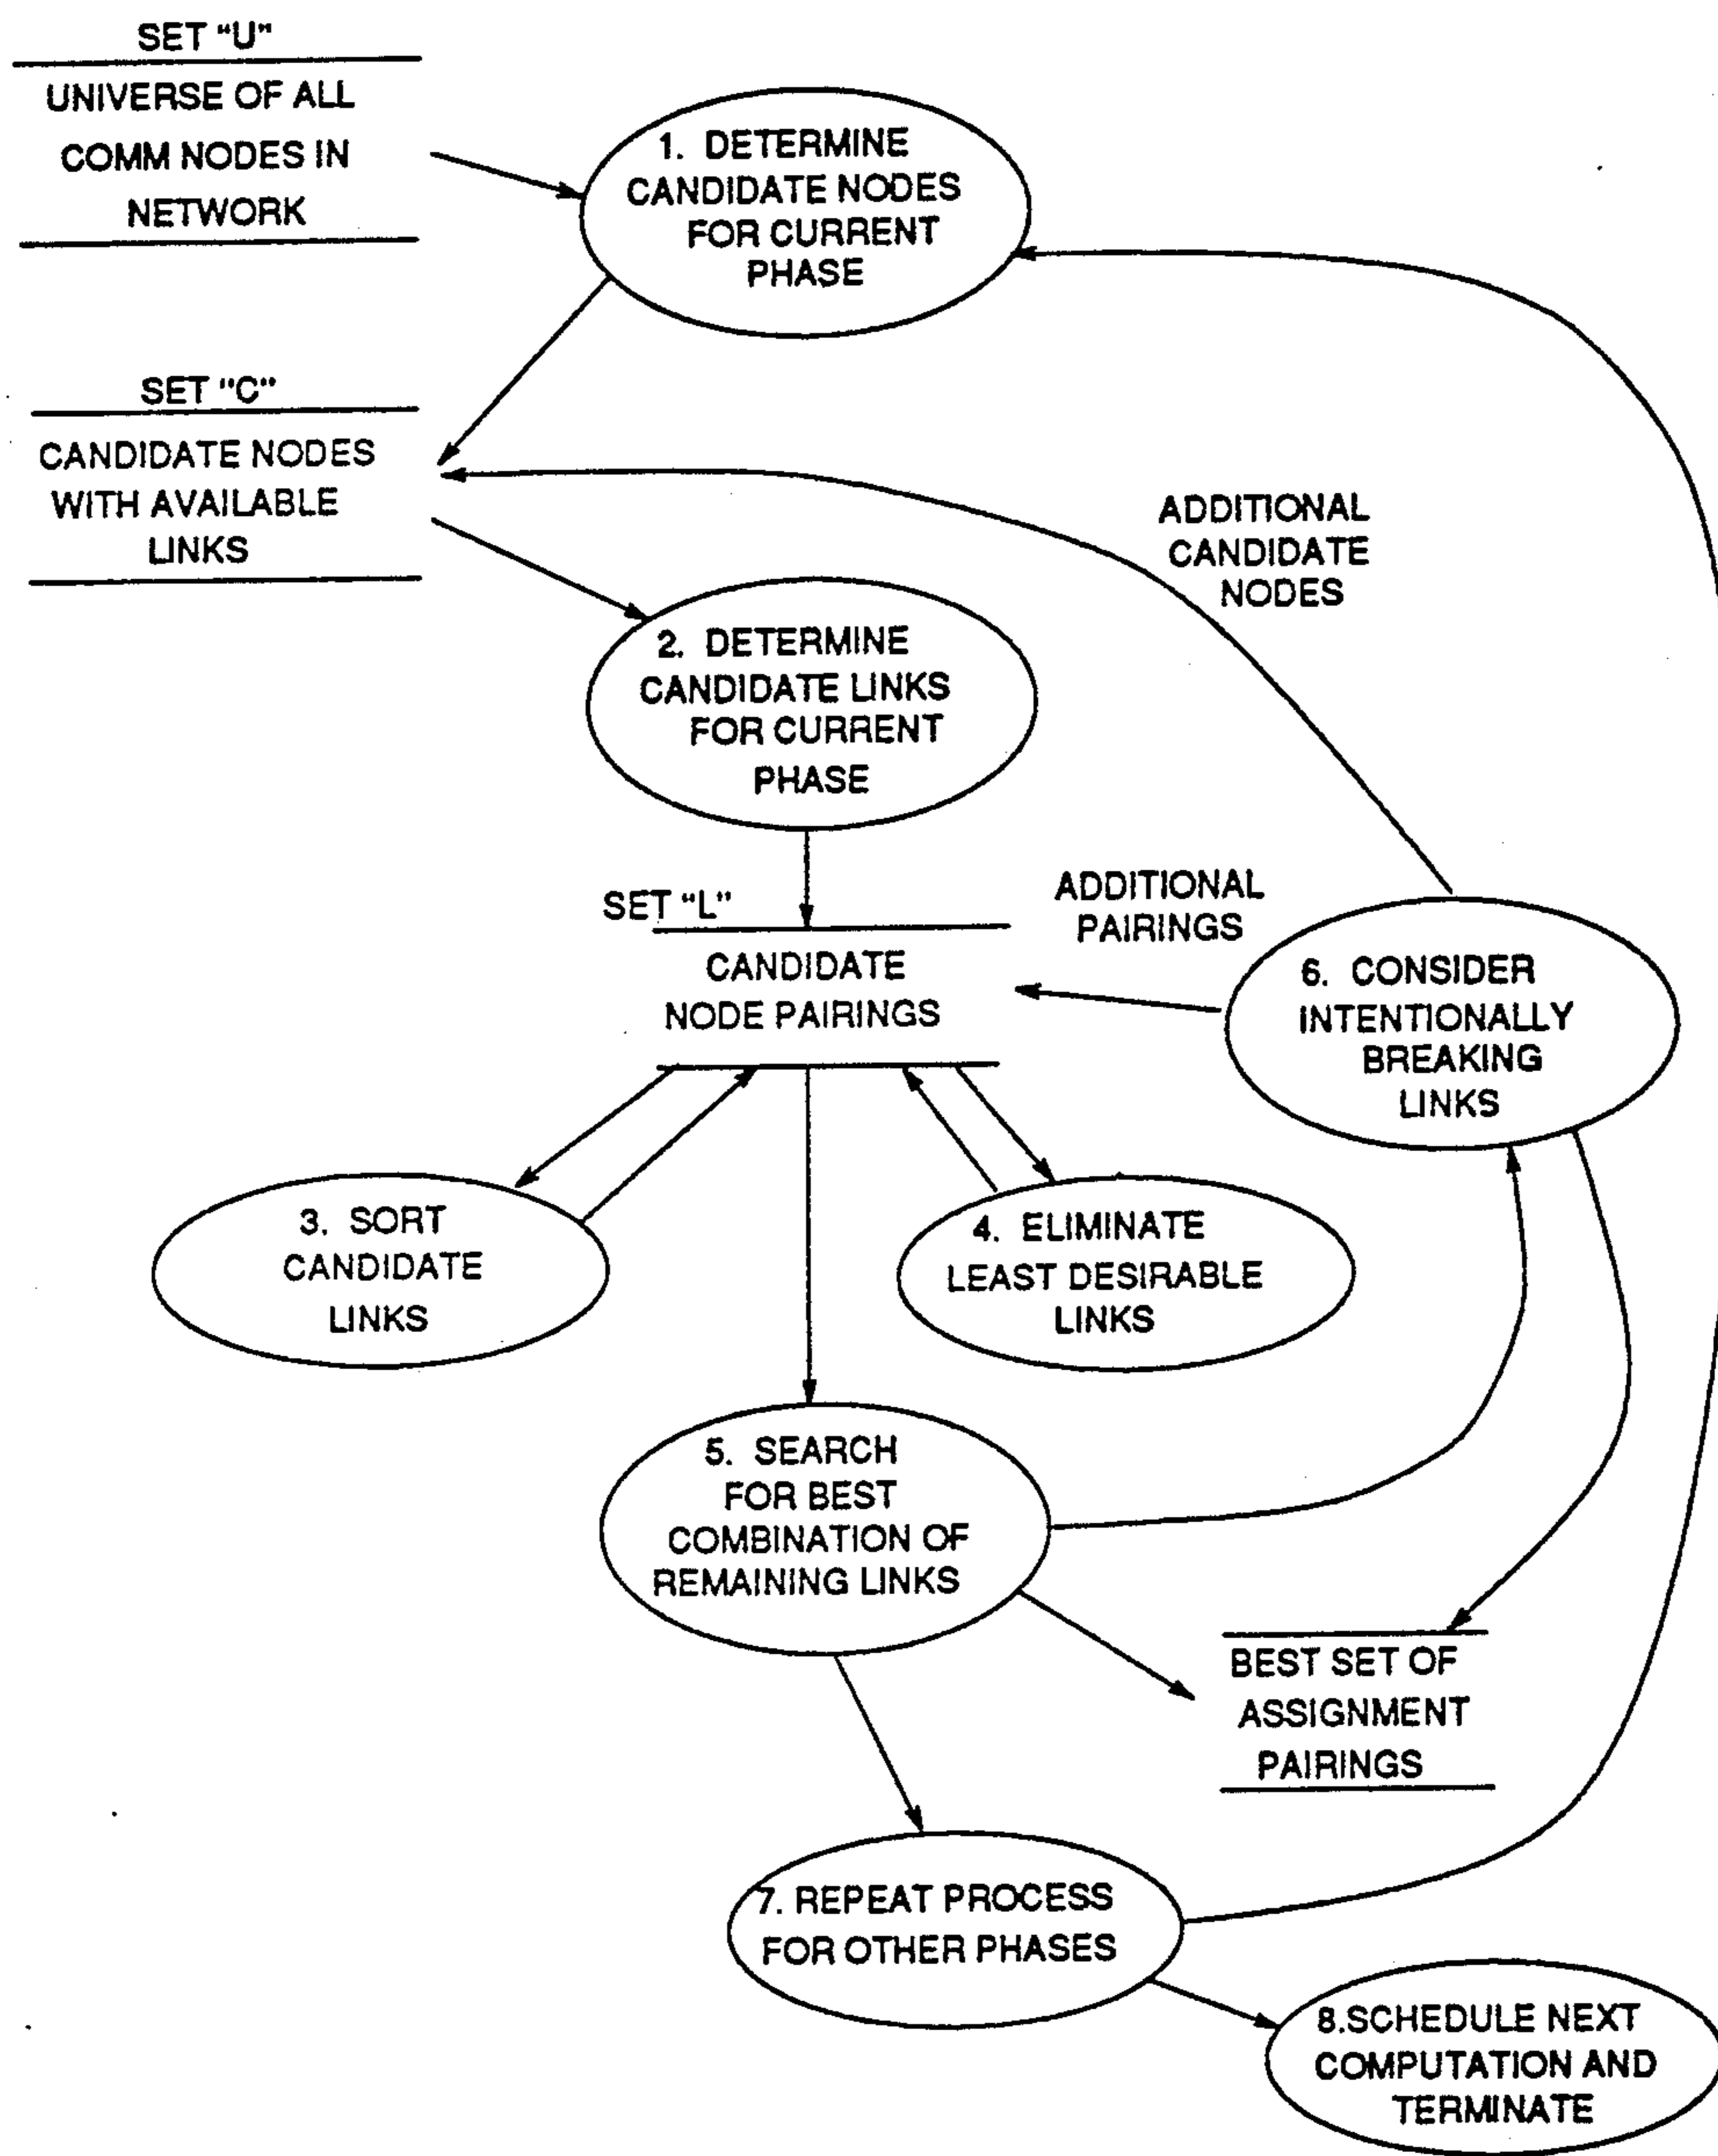 SET "U"
UNIVERSE OF ALL
COMM NODES IN
NETWORK
1. DETERMINE
CANDIDATE NODES
FOR CURRENT
PHASE
SET "C"
CANDIDATE NODES
WITH AVAILABLE
LINKS
ADDITIONAL
CANDIDATE
NODES
2. DETERMINE
CANDIDATE LINKS
FOR CURRENT
PHASE
SET "L"
CANDIDATE
NODE PAIRINGS
ADDITIONAL
PAIRINGS
6. CONSIDER
INTENTIONALLY
BREAKING
LINKS
3. SORT
CANDIDATE
LINKS
4. ELIMINATE
LEAST DESIRABLE
LINKS
5. SEARCH
FOR BEST
COMBINATION OF
REMAINING LINKS
BEST SET OF
ASSIGNMENT
PAIRINGS
7. REPEAT PROCESS
FOR OTHER PHASES
8.SCHEDULE NEXT
COMPUTATION AND
TERMINATE